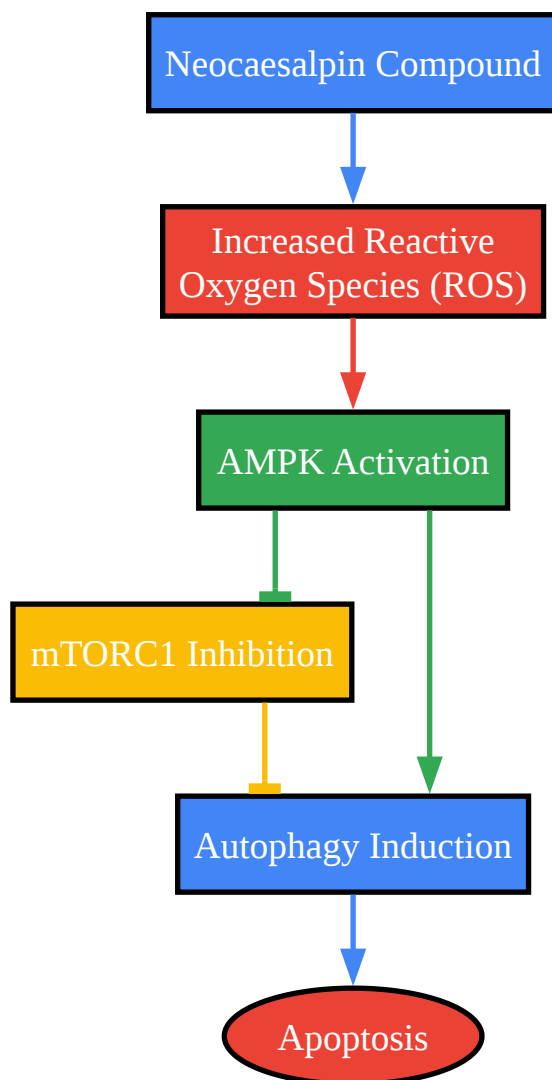 Neocaesalpin Compound
Increased Reactive
Oxygen Species (ROS)
AMPK Activation
mTORC1 Inhibition
Autophagy Induction
Apoptosis